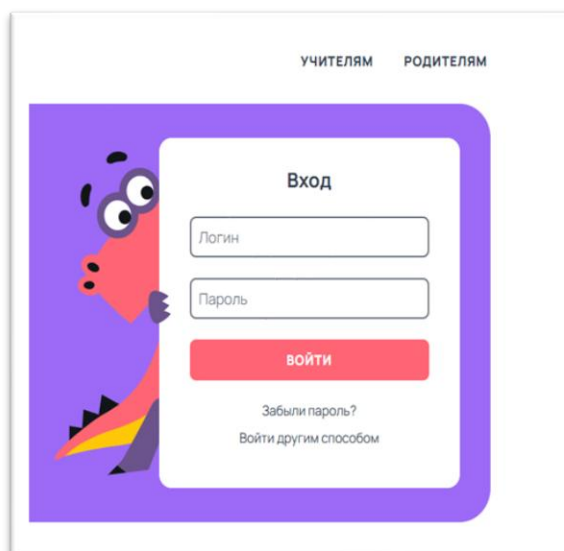 УЧИТЕЛЯМ РОДИТЕЛЯМ
Вход
Логин
Пароль
ВОЙТИ
Забыли пароль?
Войти другим способом